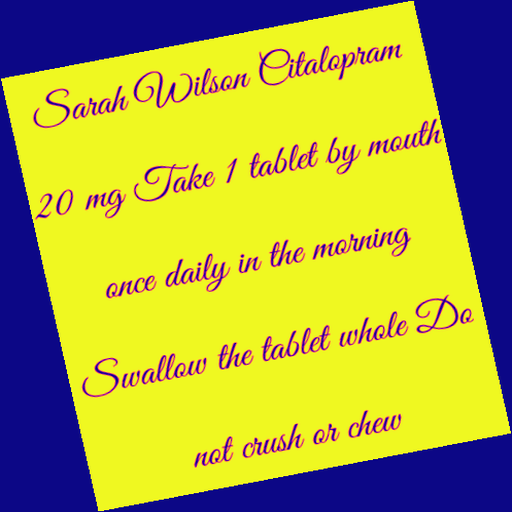 Sarah Wilson Citalopram
20 mg Take 1 tablet by mouth
once daily in the morning
Swallow the tablet whole Do
not crush or chew